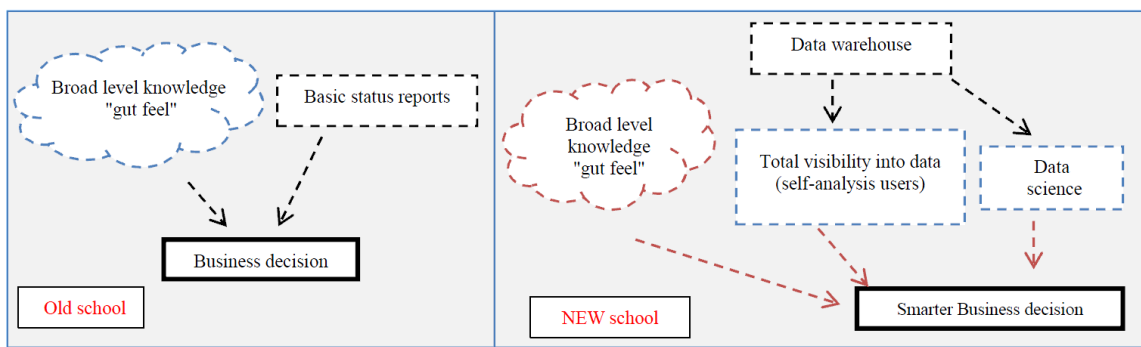 Broad level knowledge
"gut feel"
Basic status reports
Business decision
Old school
Data warehouse
Broad level
knowledge
"gut feel"
Total visibility into data
(self-analysis users)
Data
science
Smarter Business decision
NEW school